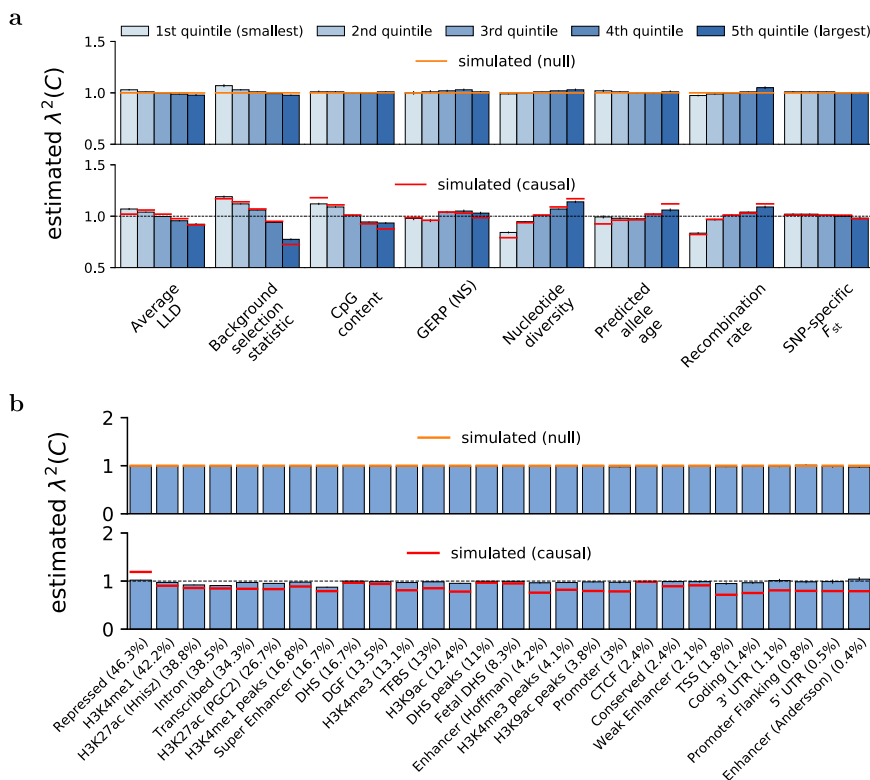 a
1st quintile (smallest) 2nd quintile 3rd quintile 4th quintile 5th quintile (largest)
1.5
simulated (null)
1.0
0.5
estimated λ²(C)
1.5
simulated (causal)
1.0
0.5
Average LLD
Background selection statistic
CpG content
GERP (NS)
Nucleotide diversity
Predicted allele age
Recombination rate
SNP-specific Fst
b
2
simulated (null)
1
0
estimated λ²(C)
2
simulated (causal)
1
0
Repressed (46.3%)
H3K4me1 (42.2%)
H3K27ac (Hnisz) (38.8%)
Intron (38.5%)
Transcribed (34.3%)
H3K27ac (PGC2) (26.7%)
H3K4me1 peaks (16.8%)
Super Enhancer (16.7%)
DHS (16.7%)
DGF (13.5%)
H3K4me3 (13.1%)
TFBS (13%)
H3K9ac (12.4%)
DHS peaks (11%)
Fetal DHS (8.3%)
Enhancer (Hoffman) (4.2%)
H3K4me3 peaks (4.1%)
H3K9ac peaks (3.8%)
Promoter (3%)
CTCF (2.4%)
Conserved (2.4%)
Weak Enhancer (2.1%)
TSS (1.8%)
Coding (1.4%)
3' UTR (1.1%)
Promoter Flanking (0.8%)
5' UTR (0.5%)
Enhancer (Andersson) (0.4%)